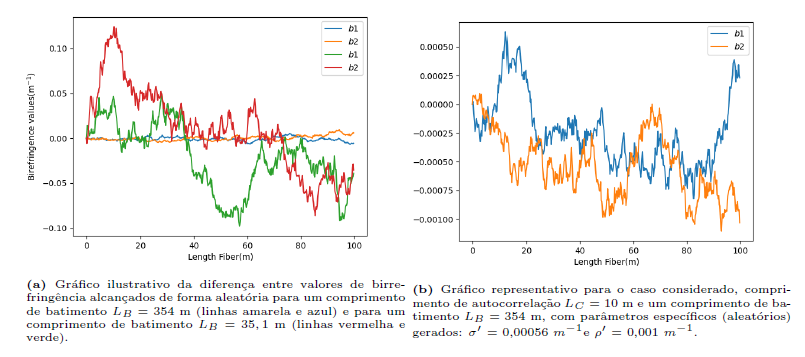 b1
b2
b1
b2
0.10
0.05
0.00
−0.05
−0.10
Birefringence values(m⁻¹)
0
20
40
60
80
100
Length Fiber(m)
(a) Gráfico ilustrativo da diferença entre valores de birre-
fringência alcançados de forma aleatória para um comprimento
de batimento L_B = 354 m (linhas amarela e azul) e para um
comprimento de batimento L_B = 35,1 m (linhas vermelha e
verde).
b1
b2
0.00050
0.00025
0.00000
−0.00025
−0.00050
−0.00075
−0.00100
0
20
40
60
80
100
Length Fiber(m)
(b) Gráfico representativo para o caso considerado, compri-
mento de autocorrelação L_C = 10 m e um comprimento de ba-
timento L_B = 354 m, com parâmetros específicos (aleatórios)
gerados: σ′ = 0,00056 m⁻¹e ρ′ = 0,001 m⁻¹.